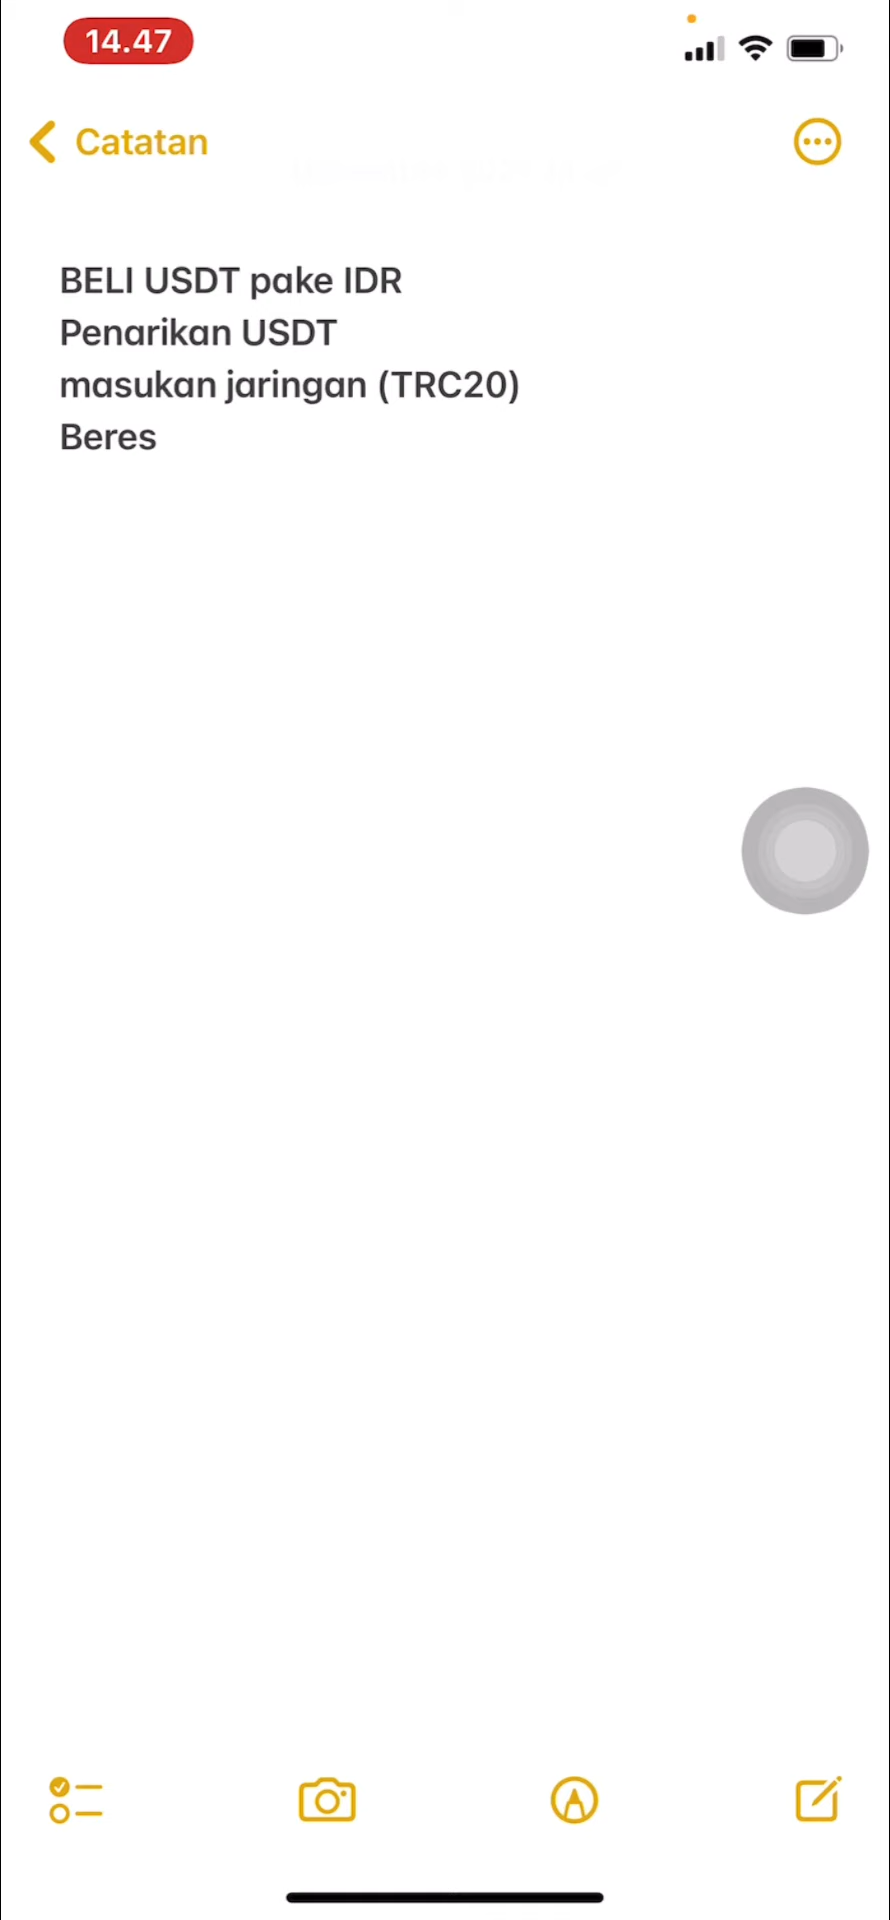 14.47
Catatan
BELI USDT pake IDR
Penarikan USDT
masukan jaringan (TRC20)
Beres